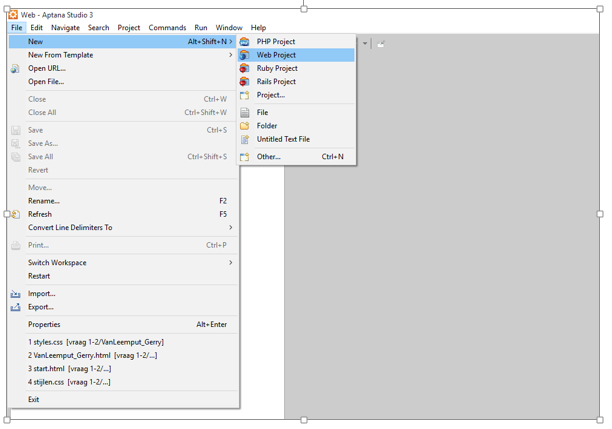 Web - Aptana Studio 3
File Edit Navigate Search Project Commands Run Window Help
New Alt+Shift+N >
New From Template >
Open URL...
Open File...
Close Ctrl+W
Close All Ctrl+Shift+W
Save Ctrl+S
Save As...
Save All Ctrl+Shift+S
Revert
Move...
Rename... F2
Refresh F5
Convert Line Delimiters To >
Print... Ctrl+P
Switch Workspace >
Restart
Import...
Export...
Properties Alt+Enter
1 styles.css [vraag 1-2/VanLeemput_Gerry]
2 VanLeemput_Gerry.html [vraag 1-2/...]
3 start.html [vraag 1-2/...]
4 stijlen.css [vraag 1-2/...]
Exit
PHP Project
Web Project
Ruby Project
Rails Project
Project...
File
Folder
Untitled Text File
Other... Ctrl+N